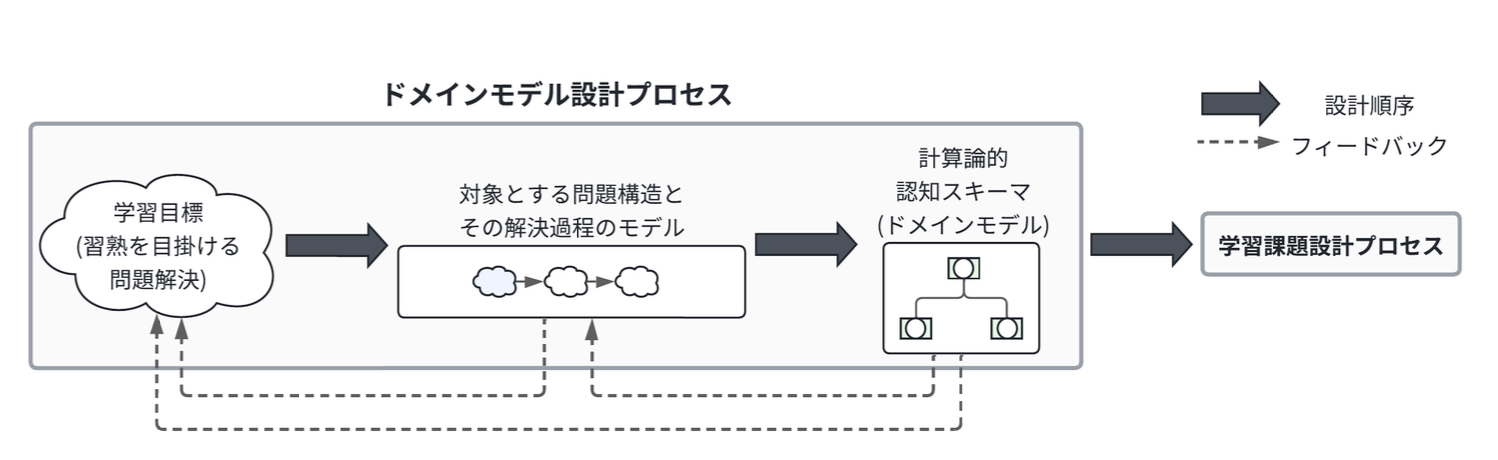 ドメインモデル設計プロセス
設計順序
フィードバック
学習目標
(習熟を目掛ける
問題解決)
対象とする問題構造と
その解決過程のモデル
計算論的
認知スキーマ
(ドメインモデル)
学習課題設計プロセス